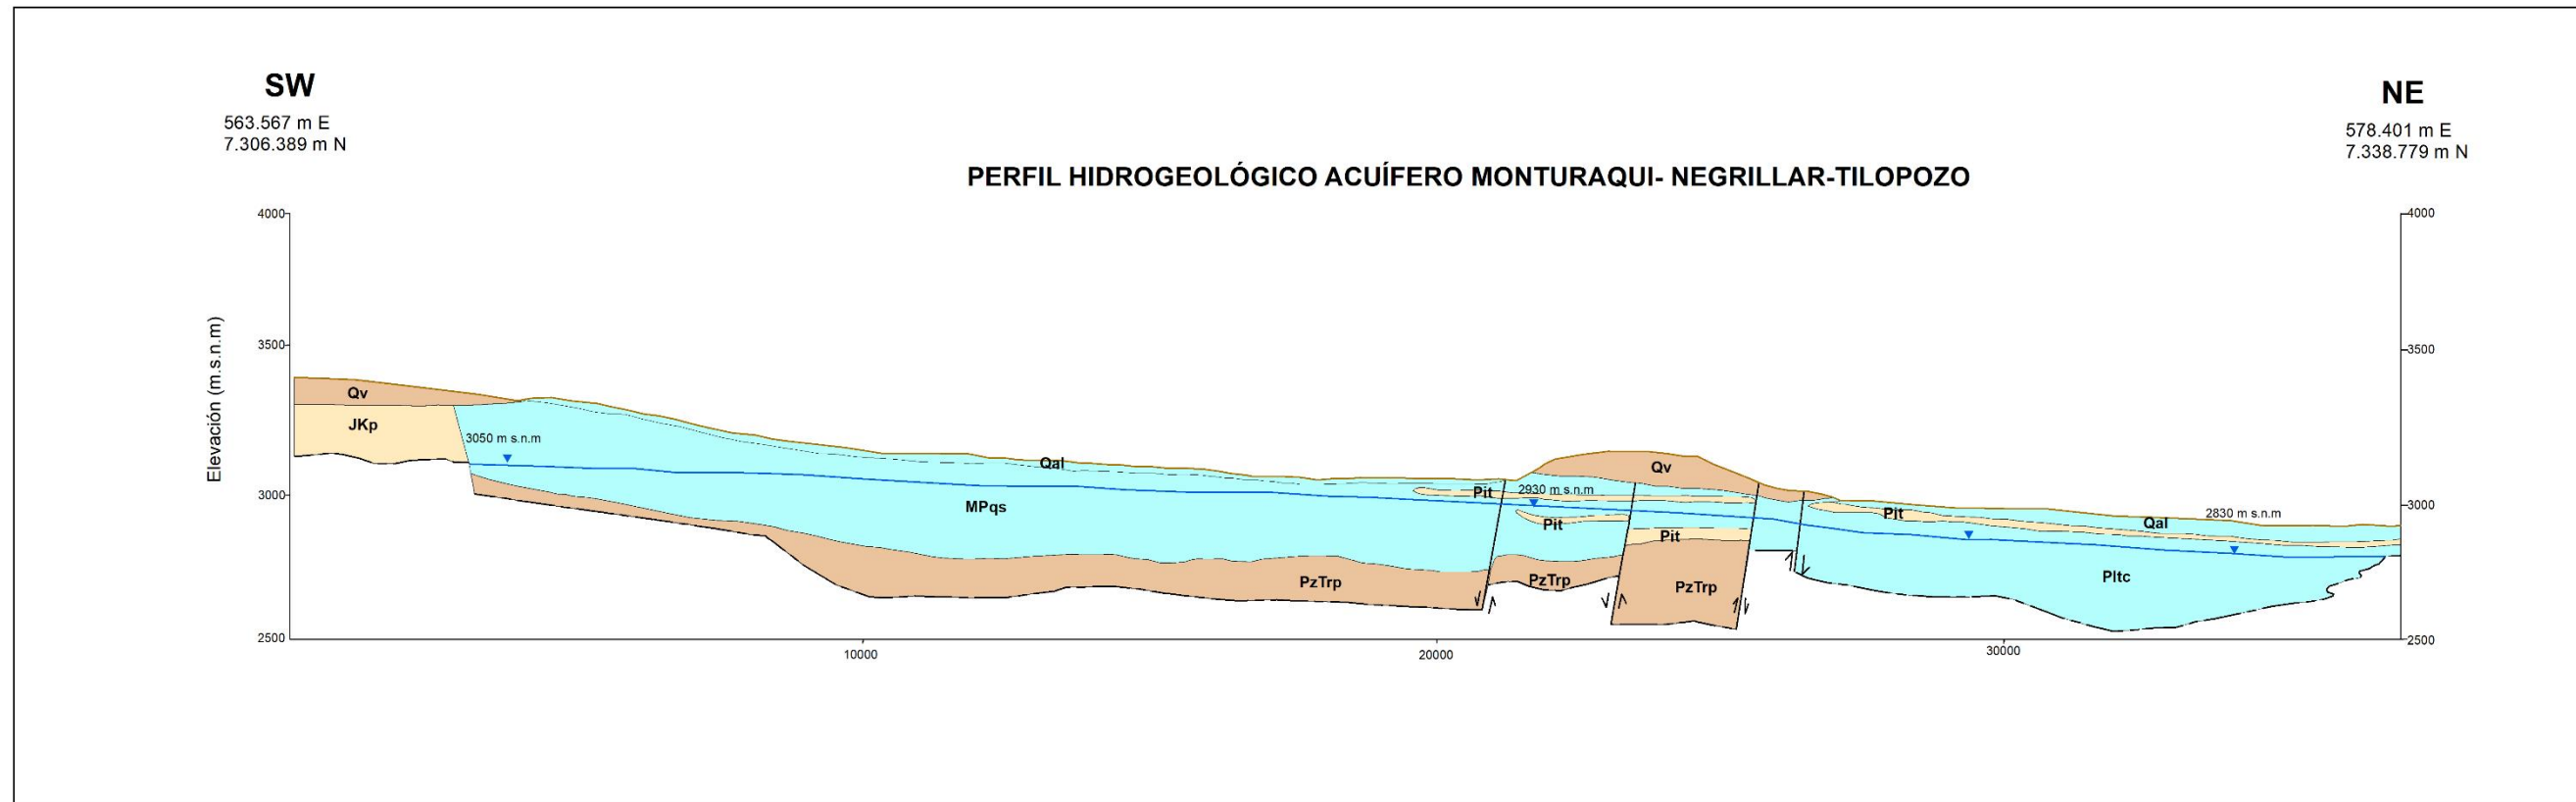 SW
563.567 m E
7.306.389 m N
NE
578.401 m E
7.338.779 m N
PERFIL HIDROGEOLÓGICO ACUÍFERO MONTURAQUI- NEGRILLAR-TILOPOZO
4000
4000
Elevación (m.s.n.m)
3500
3500
Qv
JKp
3050 m s.n.m
Qal
Qv
3000
3000
MPqs
Pit
2930 m s.n.m
Pit
Pit
Pit
Qal
2830 m s.n.m
PzTrp
PzTrp
PzTrp
Pltc
2500
2500
10000
20000
30000